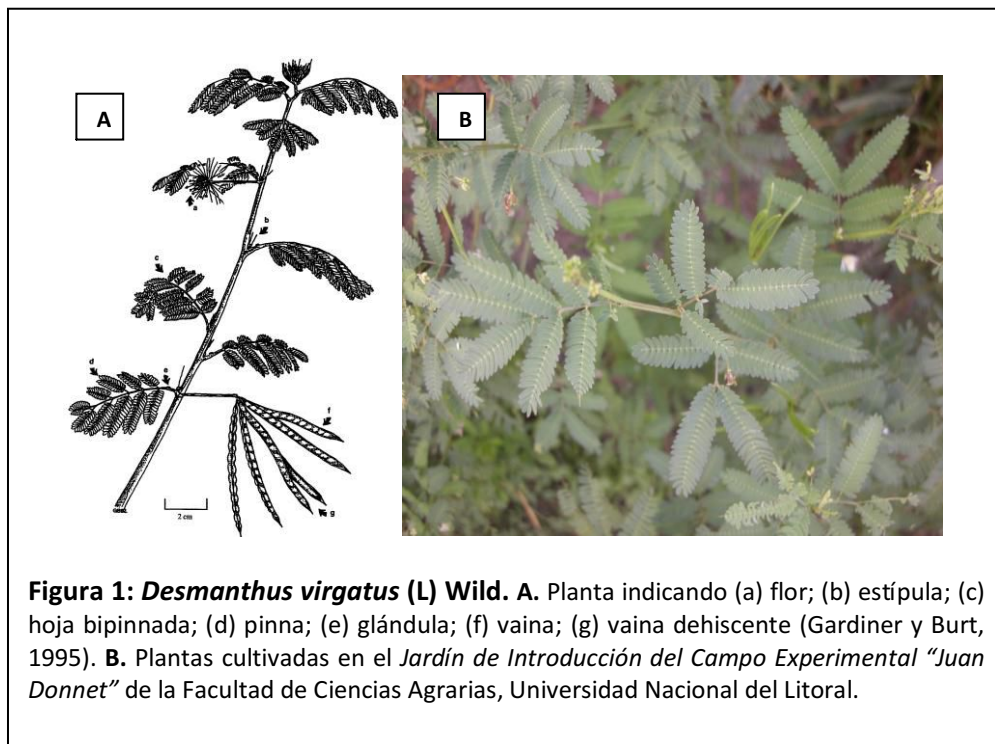 A
B
a
b
c
d
e
f
g
2 cm
Figura 1: Desmanthus virgatus (L) Wild. A. Planta indicando (a) flor; (b) estípula; (c)
hoja bipinnada; (d) pinna; (e) glándula; (f) vaina; (g) vaina dehiscente (Gardiner y Burt,
1995). B. Plantas cultivadas en el Jardín de Introducción del Campo Experimental “Juan
Donnet” de la Facultad de Ciencias Agrarias, Universidad Nacional del Litoral.